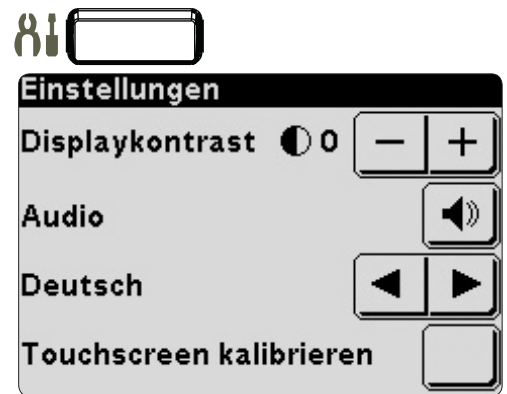 Einstellungen
Displaykontrast 0 − +
Audio
Deutsch
Touchscreen kalibrieren